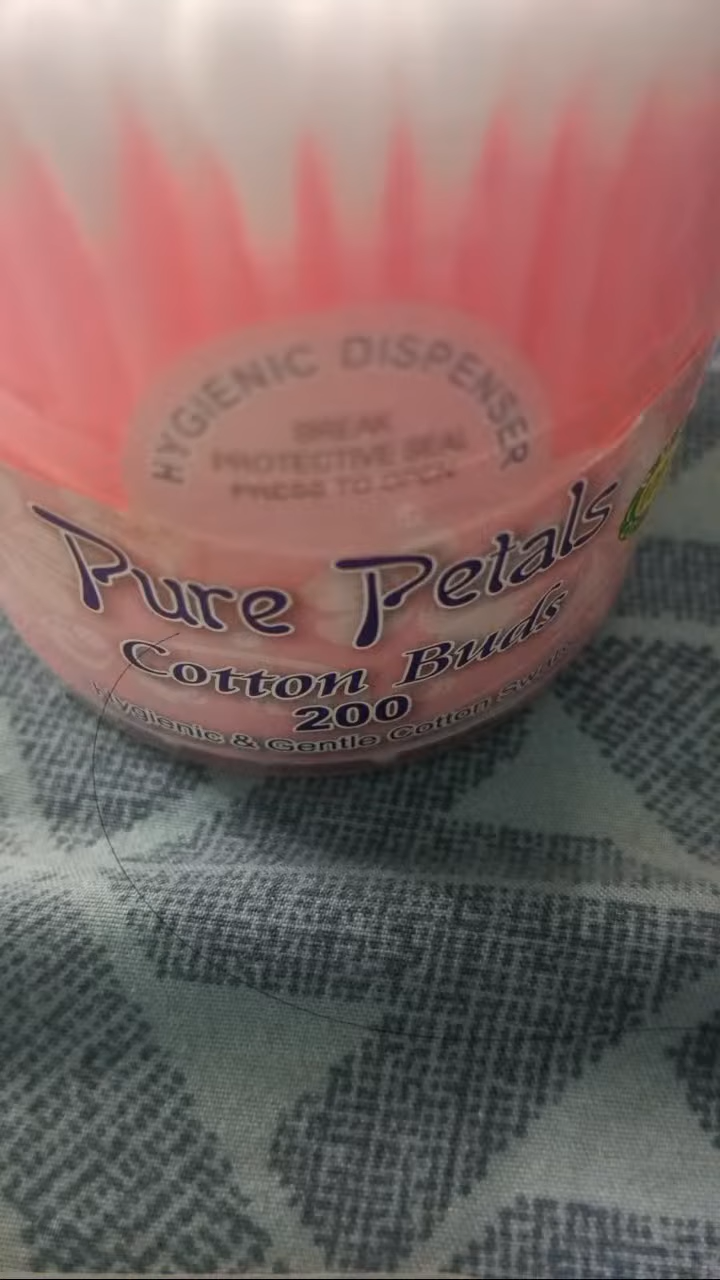 HYGIENIC DISPENSER
BREAK
PROTECTIVE SEAL
PRESS TO OPEN
Pure Petals
Cotton Buds
200
Hygienic & Gentle Cotton Swabs